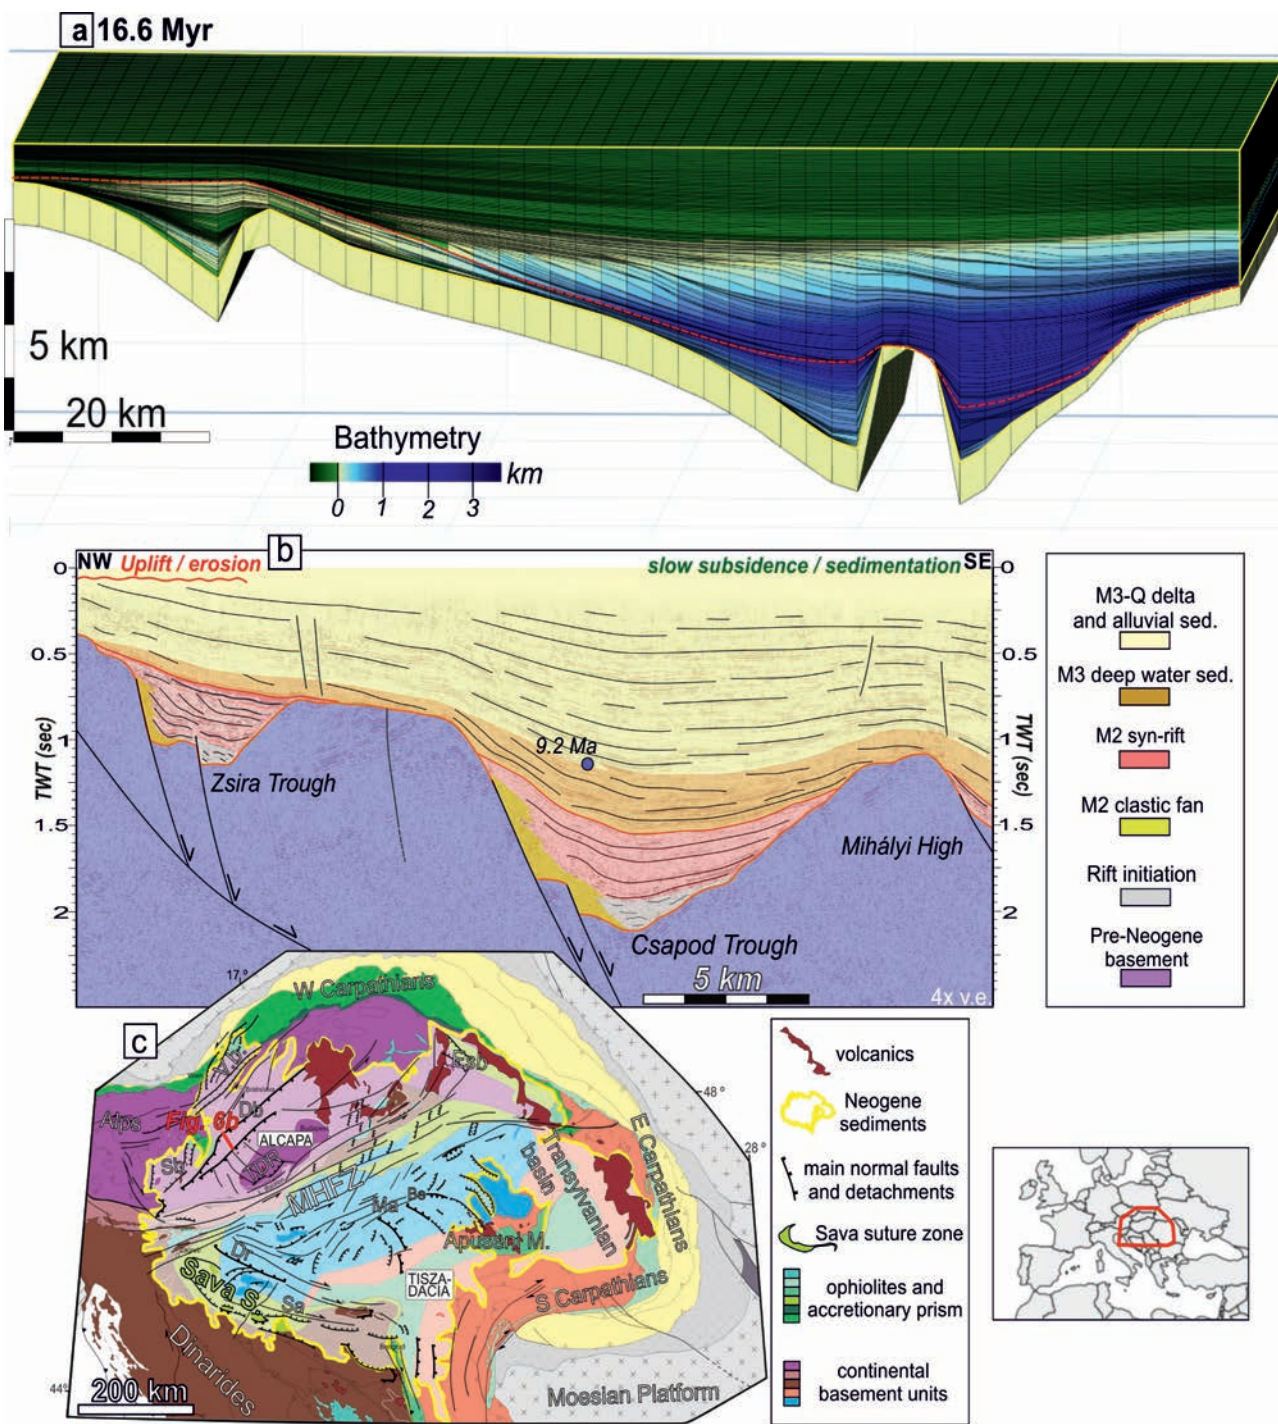 a 16.6 Myr
5 km
20 km
Bathymetry
km
0 1 2 3
b
NW Uplift / erosion
slow subsidence / sedimentation SE
0
0.5
1
1.5
2
TWT (sec)
0
0.5
1
1.5
2
TWT (sec)
9.2 Ma
Zsira Trough
Mihályi High
Csapod Trough
5 km
4x v.e.
M3-Q delta
and alluvial sed.
M3 deep water sed.
M2 syn-rift
M2 clastic fan
Rift initiation
Pre-Neogene
basement
c
17°
W Carpathians
Esb
48°
28°
Alps
Db
Fig. 6b
ALCAPA
Stb
TDR
MHFZ
Transylvanian
basin
E Carpathians
Ma
Bs
Apuseni M.
Dr
Sava S.
Sa
TISZA-
DACIA
S Carpathians
Dinarides
Moesian Platform
44°
200 km
volcanics
Neogene
sediments
main normal faults
and detachments
Sava suture zone
ophiolites and
accretionary prism
continental
basement units